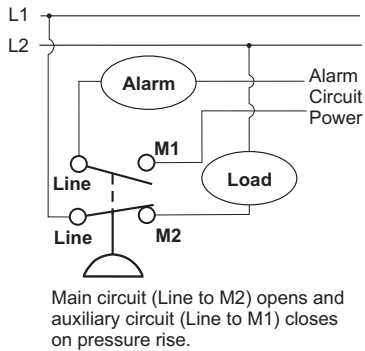 L1
L2
Alarm
Alarm
Circuit
Power
M1
Line
Load
Line
M2
Main circuit (Line to M2) opens and
auxiliary circuit (Line to M1) closes
on pressure rise.